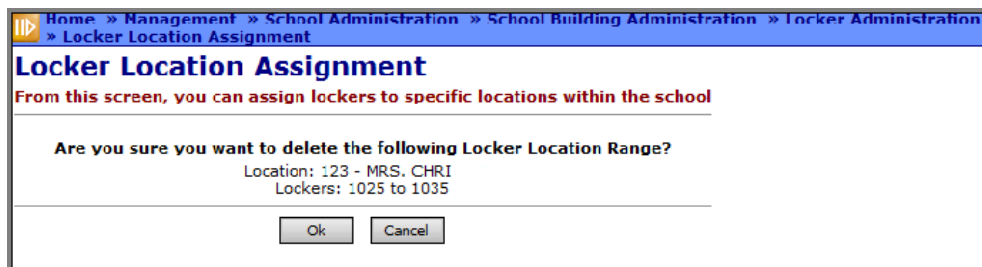 Home » Management » School Administration » School Building Administration » Locker Administration
» Locker Location Assignment
Locker Location Assignment
From this screen, you can assign lockers to specific locations within the school
Are you sure you want to delete the following Locker Location Range?
Location: 123 - MRS. CHRI
Lockers: 1025 to 1035
Ok Cancel